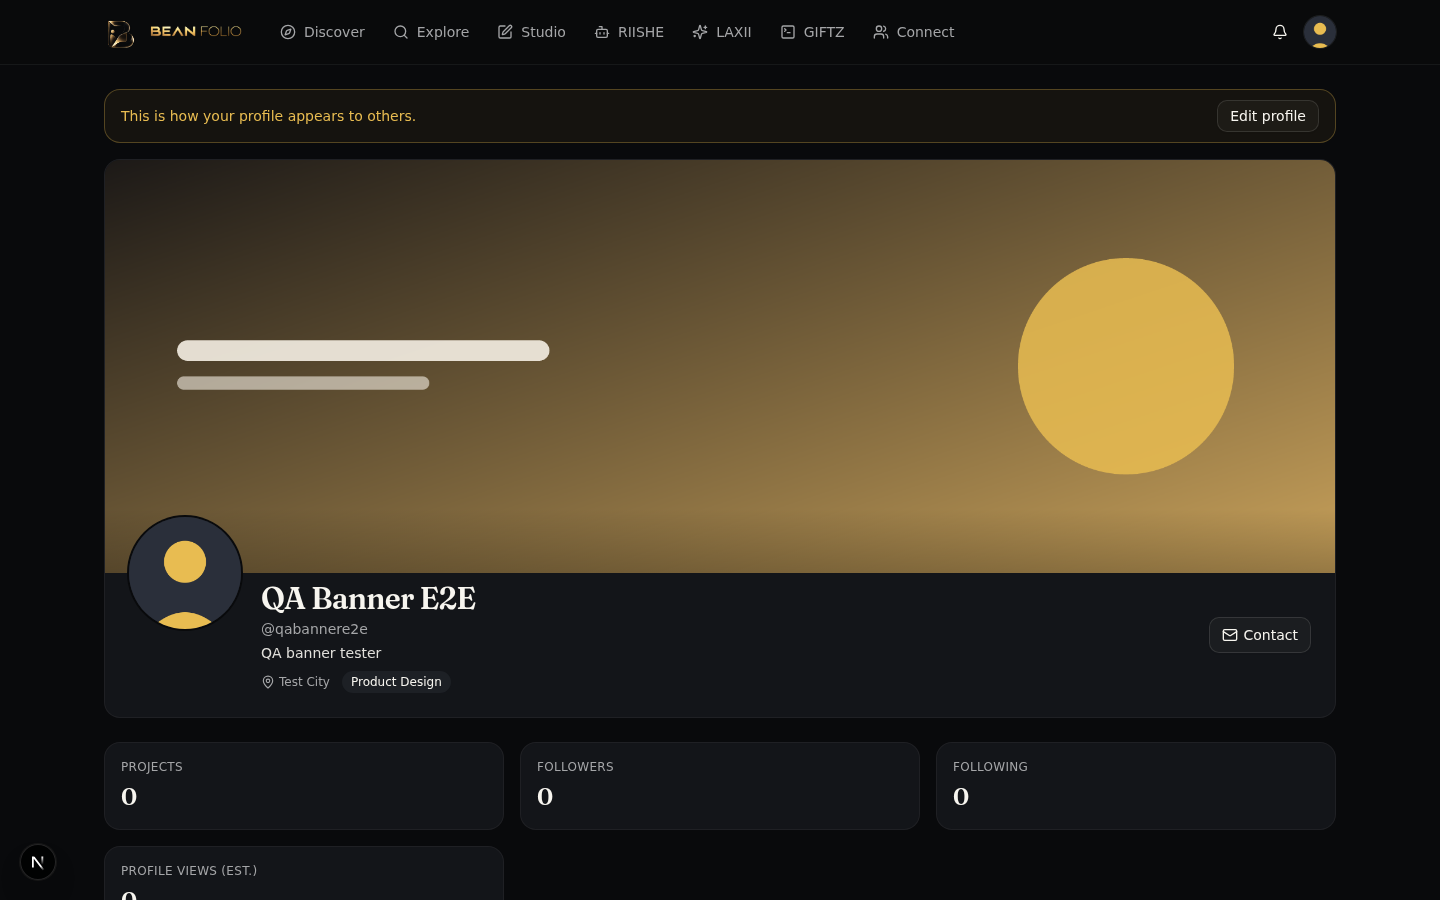 BEAN FOLIO
Discover
Explore
Studio
RIISHE
LAXII
GIFTZ
Connect
This is how your profile appears to others.
Edit profile
QA Banner E2E
@qabannere2e
QA banner tester
Test City
Product Design
Contact
PROJECTS
0
FOLLOWERS
0
FOLLOWING
0
PROFILE VIEWS (EST.)
0
N